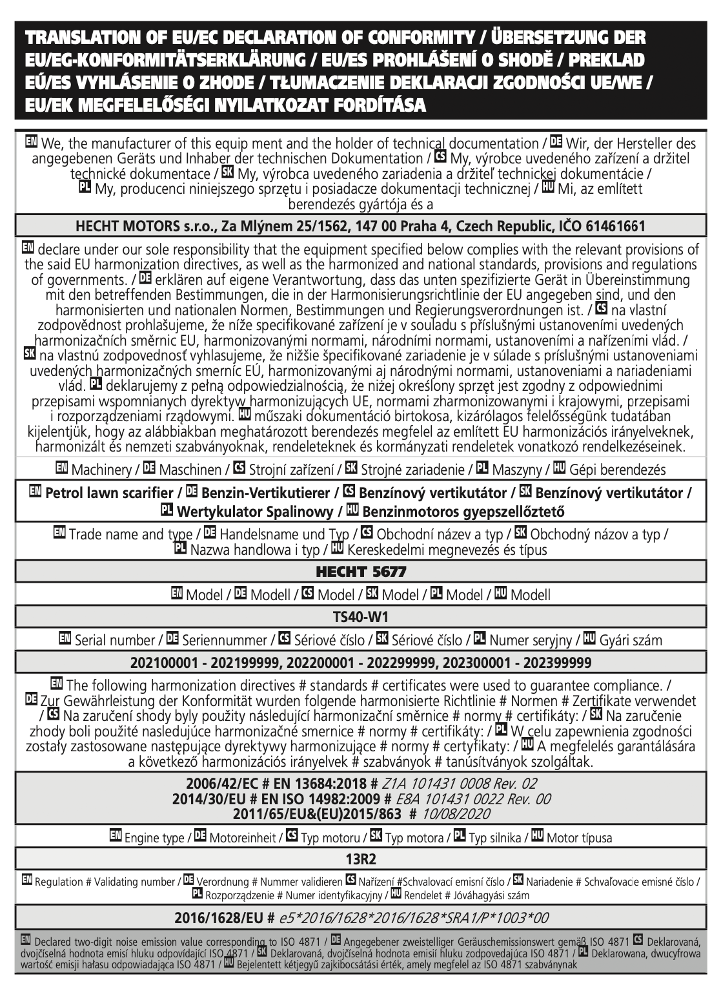 TRANSLATION OF EU/EC DECLARATION OF CONFORMITY / ÜBERSETZUNG DER
EU/EG-KONFORMITÄTSERKLÄRUNG / EU/ES PROHLÁŠENÍ O SHODĚ / PREKLAD
EÚ/ES VYHLÁSENIE O ZHODE / TŁUMACZENIE DEKLARACJI ZGODNOŚCI UE/WE /
EU/EK MEGFELELŐSÉGI NYILATKOZAT FORDÍTÁSA
EN We, the manufacturer of this equip ment and the holder of technical documentation / DE Wir, der Hersteller des
angegebenen Geräts und Inhaber der technischen Dokumentation / CS My, výrobce uvedeného zařízení a držitel
technické dokumentace / SK My, výrobca uvedeného zariadenia a držiteľ technickej dokumentácie /
PL My, producenci niniejszego sprzętu i posiadacze dokumentacji technicznej / HU Mi, az említett
berendezés gyártója és a
HECHT MOTORS s.r.o., Za Mlýnem 25/1562, 147 00 Praha 4, Czech Republic, IČO 61461661
EN declare under our sole responsibility that the equipment specified below complies with the relevant provisions of
the said EU harmonization directives, as well as the harmonized and national standards, provisions and regulations
of governments. / DE erklären auf eigene Verantwortung, dass das unten spezifizierte Gerät in Übereinstimmung
mit den betreffenden Bestimmungen, die in der Harmonisierungsrichtlinie der EU angegeben sind, und den
harmonisierten und nationalen Normen, Bestimmungen und Regierungsverordnungen ist. / CS na vlastní
zodpovědnost prohlašujeme, že níže specifikované zařízení je v souladu s příslušnými ustanoveními uvedených
harmonizačních směrnic EU, harmonizovanými normami, národními normami, ustanoveními a nařízeními vlád. /
SK na vlastnú zodpovednosť vyhlasujeme, že nižšie špecifikované zariadenie je v súlade s príslušnými ustanoveniami
uvedených harmonizačných smerníc EÚ, harmonizovanými aj národnými normami, ustanoveniami a nariadeniami
vlád. PL deklarujemy z pełną odpowiedzialnością, że niżej określony sprzęt jest zgodny z odpowiednimi
przepisami wspomnianych dyrektyw harmonizujących UE, normami zharmonizowanymi i krajowymi, przepisami
i rozporządzeniami rządowymi. HU műszaki dokumentáció birtokosa, kizárólagos felelősségünk tudatában
kijelentjük, hogy az alábbiakban meghatározott berendezés megfelel az említett EU harmonizációs irányelveknek,
harmonizált és nemzeti szabványoknak, rendeleteknek és kormányzati rendeletek vonatkozó rendelkezéseinek.
EN Machinery / DE Maschinen / CS Strojní zařízení / SK Strojné zariadenie / PL Maszyny / HU Gépi berendezés
EN Petrol lawn scarifier / DE Benzin-Vertikutierer / CS Benzínový vertikutátor / SK Benzínový vertikutátor /
PL Wertykulator Spalinowy / HU Benzinmotoros gyepszellőztető
EN Trade name and type / DE Handelsname und Typ / CS Obchodní název a typ / SK Obchodný názov a typ /
PL Nazwa handlowa i typ / HU Kereskedelmi megnevezés és típus
HECHT 5677
EN Model / DE Modell / CS Model / SK Model / PL Model / HU Modell
TS40-W1
EN Serial number / DE Seriennummer / CS Sériové číslo / SK Sériové číslo / PL Numer seryjny / HU Gyári szám
202100001 - 202199999, 202200001 - 202299999, 202300001 - 202399999
EN The following harmonization directives # standards # certificates were used to guarantee compliance. /
DE Zur Gewährleistung der Konformität wurden folgende harmonisierte Richtlinie # Normen # Zertifikate verwendet
/ CS Na zaručení shody byly použity následující harmonizační směrnice # normy # certifikáty: / SK Na zaručenie
zhody boli použité nasledujúce harmonizačné smernice # normy # certifikáty: / PL W celu zapewnienia zgodności
zostały zastosowane następujące dyrektywy harmonizujące # normy # certyfikaty: / HU A megfelelés garantálására
a következő harmonizációs irányelvek # szabványok # tanúsítványok szolgáltak.
2006/42/EC # EN 13684:2018 # Z1A 101431 0008 Rev. 02
2014/30/EU # EN ISO 14982:2009 # E8A 101431 0022 Rev. 00
2011/65/EU&(EU)2015/863 # 10/08/2020
EN Engine type / DE Motoreinheit / CS Typ motoru / SK Typ motora / PL Typ silnika / HU Motor típusa
13R2
EN Regulation # Validating number / DE Verordnung # Nummer validieren CS Nařízení #Schvalovací emisní číslo / SK Nariadenie # Schvaľovacie emisné číslo /
PL Rozporządzenie # Numer identyfikacyjny / HU Rendelet # Jóváhagyási szám
2016/1628/EU # e5*2016/1628*2016/1628*SRA1/P*1003*00
EN Declared two-digit noise emission value corresponding to ISO 4871 / DE Angegebener zweistelliger Geräuschemissionswert gemäß ISO 4871 CS Deklarovaná,
dvojčíselná hodnota emisí hluku odpovídající ISO 4871 / SK Deklarovaná, dvojčíselná hodnota emisií hluku zodpovedajúca ISO 4871 / PL Deklarowana, dwucyfrowa
wartość emisji hałasu odpowiadająca ISO 4871 / HU Bejelentett kétjegyű zajkibocsátási érték, amely megfelel az ISO 4871 szabványnak